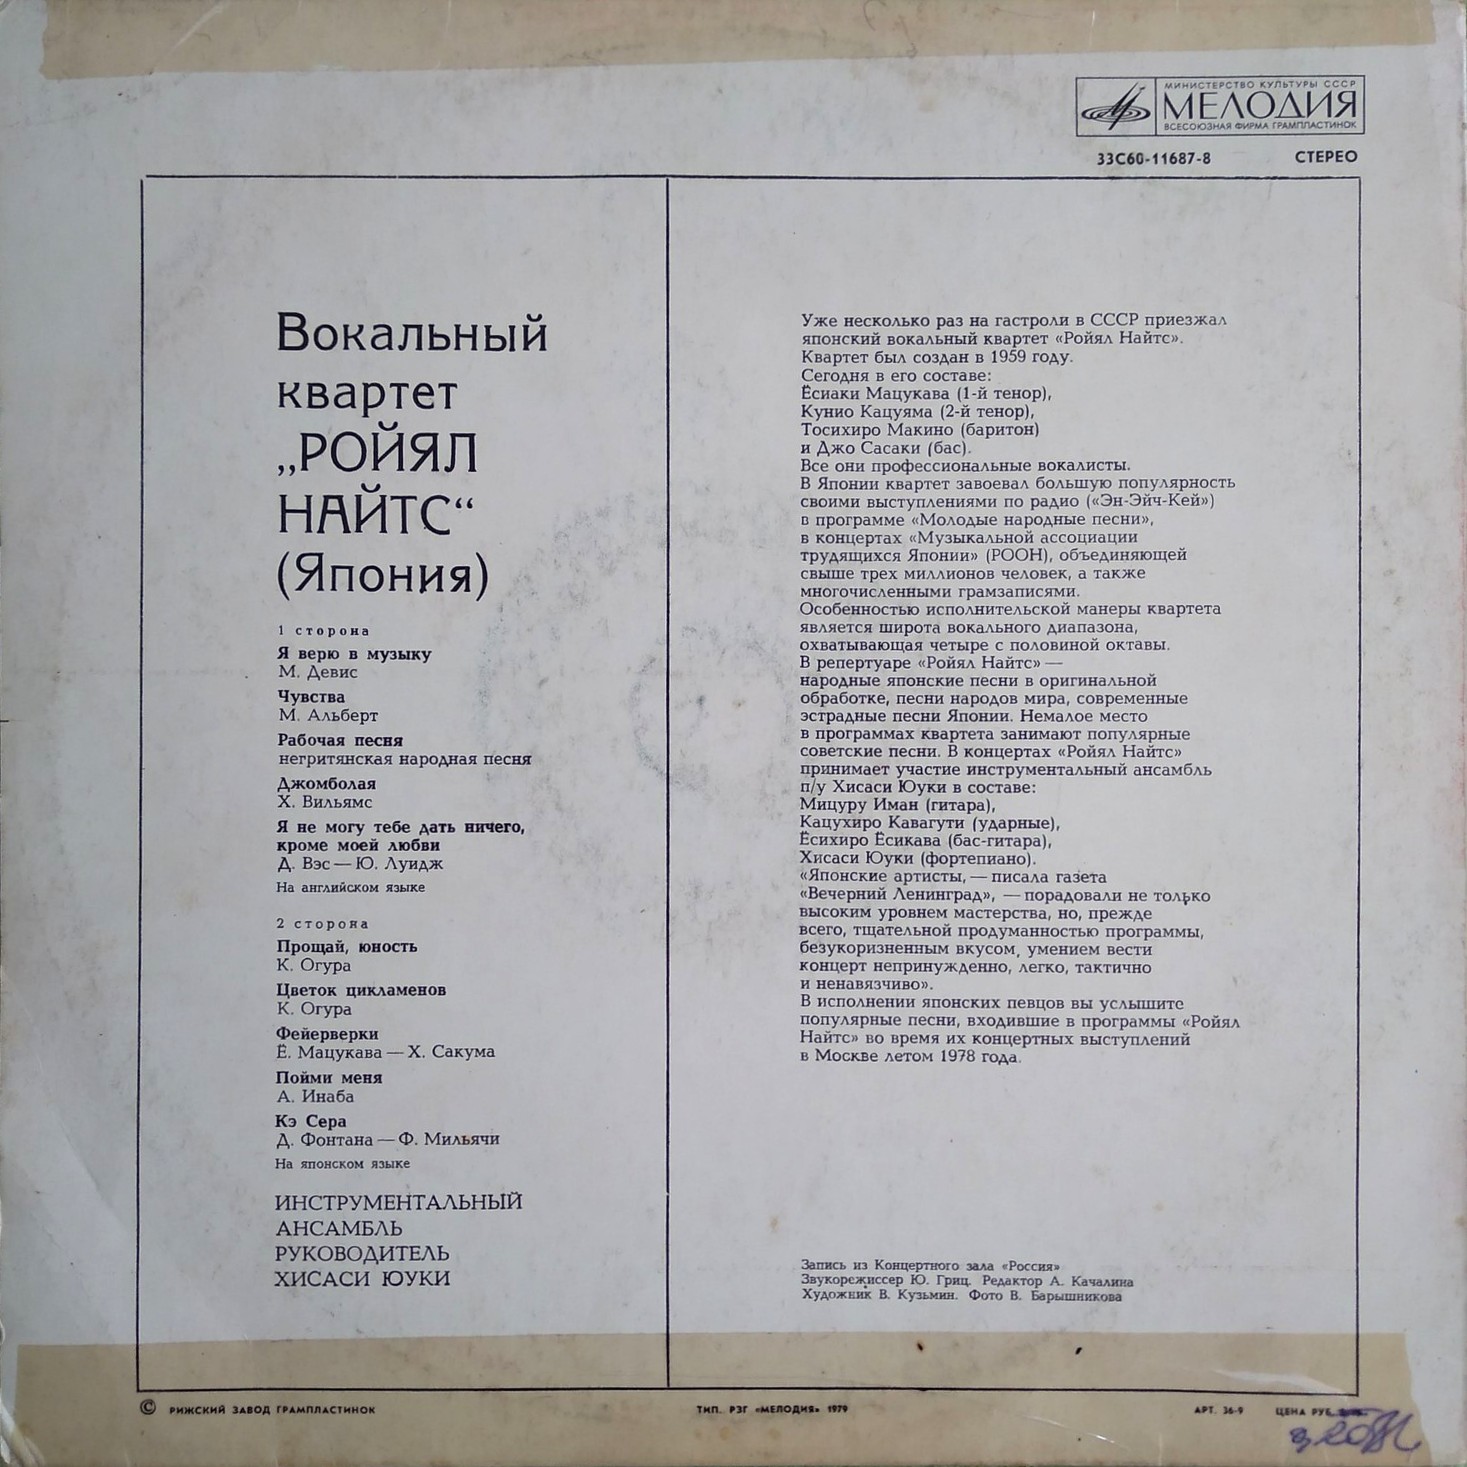 МИНИСТЕРСТВО КУЛЬТУРЫ СССР
МЕЛОДИЯ
ВСЕСОЮЗНАЯ ФИРМА ГРАМПЛАСТИНОК
33С60-11687-8 СТЕРЕО
Вокальный
квартет
„РОЙЯЛ
НАЙТС“
(Япония)
1 сторона
Я верю в музыку
М. Девис
Чувства
М. Альберт
Рабочая песня
негритянская народная песня
Джомболая
Х. Вильямс
Я не могу тебе дать ничего,
кроме моей любви
Д. Вэс — Ю. Луидж
На английском языке
2 сторона
Прощай, юность
К. Огура
Цветок цикламенов
К. Огура
Фейерверки
Ё. Мацукава — Х. Сакума
Пойми меня
А. Инаба
Кэ Сера
Д. Фонтана — Ф. Мильячи
На японском языке
ИНСТРУМЕНТАЛЬНЫЙ
АНСАМБЛЬ
РУКОВОДИТЕЛЬ
ХИСАСИ ЮУКИ
Уже несколько раз на гастроли в СССР приезжал
японский вокальный квартет «Ройял Найтс».
Квартет был создан в 1959 году.
Сегодня в его составе:
Ёсиаки Мацукава (1-й тенор),
Кунио Кацуяма (2-й тенор),
Тосихиро Макино (баритон)
и Джо Сасаки (бас).
Все они профессиональные вокалисты.
В Японии квартет завоевал большую популярность
своими выступлениями по радио («Эн-Эйч-Кей»)
в программе «Молодые народные песни»,
в концертах «Музыкальной ассоциации
трудящихся Японии» (РООН), объединяющей
свыше трех миллионов человек, а также
многочисленными грамзаписями.
Особенностью исполнительской манеры квартета
является широта вокального диапазона,
охватывающая четыре с половиной октавы.
В репертуаре «Ройял Найтс» —
народные японские песни в оригинальной
обработке, песни народов мира, современные
эстрадные песни Японии. Немалое место
в программах квартета занимают популярные
советские песни. В концертах «Ройял Найтс»
принимает участие инструментальный ансамбль
п/у Хисаси Юуки в составе:
Мицуру Иман (гитара),
Кацухиро Кавагути (ударные),
Ёсихиро Ёсикава (бас-гитара),
Хисаси Юуки (фортепиано).
«Японские артисты, — писала газета
«Вечерний Ленинград», — порадовали не только
высоким уровнем мастерства, но, прежде
всего, тщательной продуманностью программы,
безукоризненным вкусом, умением вести
концерт непринужденно, легко, тактично
и ненавязчиво».
В исполнении японских певцов вы услышите
популярные песни, входившие в программы «Ройял
Найтс» во время их концертных выступлений
в Москве летом 1978 года.
Запись из Концертного зала «Россия»
Звукорежиссер Ю. Гриц. Редактор А. Качалина
Художник В. Кузьмин. Фото В. Барышникова
© РИЖСКИЙ ЗАВОД ГРАМПЛАСТИНОК ТИП. РЗГ «МЕЛОДИЯ» 1979 АРТ. 36-9 ЦЕНА РУБ.